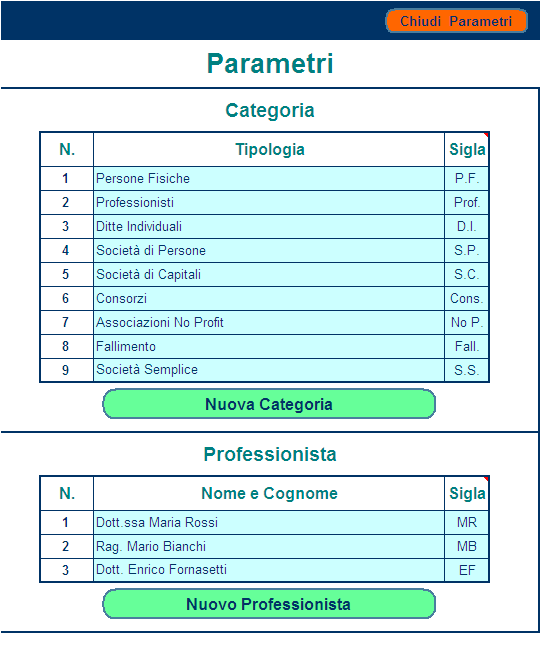 Chiudi Parametri
Parametri
Categoria
N. Tipologia Sigla
1 Persone Fisiche P.F.
2 Professionisti Prof.
3 Ditte Individuali D.I.
4 Società di Persone S.P.
5 Società di Capitali S.C.
6 Consorzi Cons.
7 Associazioni No Profit No P.
8 Fallimento Fall.
9 Società Semplice S.S.
Nuova Categoria
Professionista
N. Nome e Cognome Sigla
1 Dott.ssa Maria Rossi MR
2 Rag. Mario Bianchi MB
3 Dott. Enrico Fornasetti EF
Nuovo Professionista